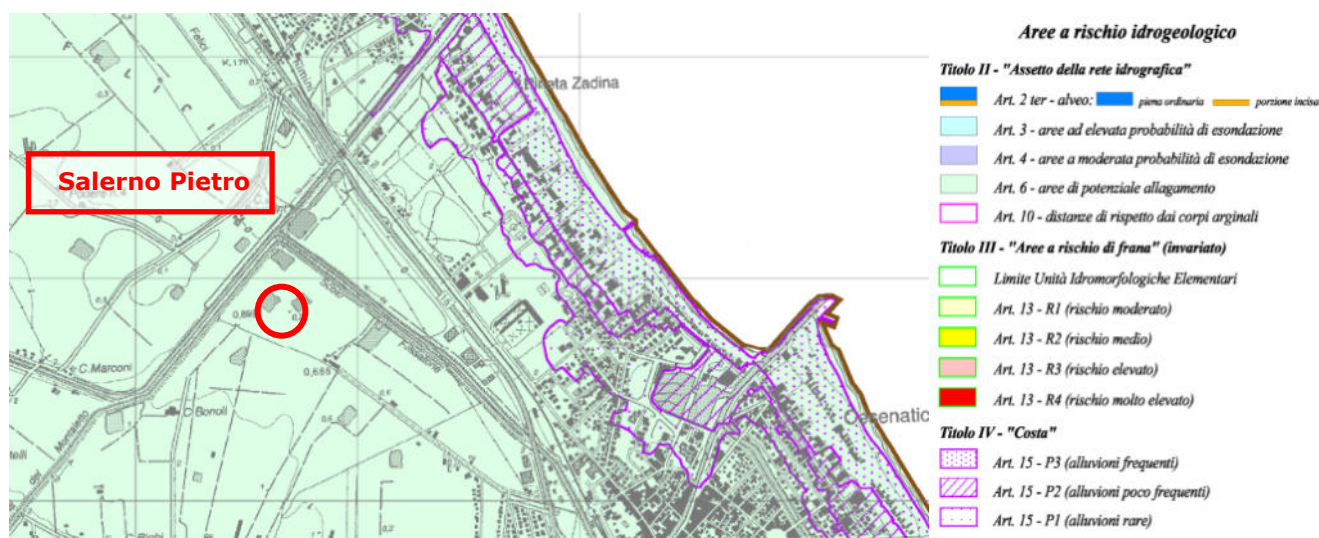 Felici
K.179
Pineta Zadina
Salerno Pietro
0,685
C.Marconi
C.Bonoli
Cesenatic
Aree a rischio idrogeologico
Titolo II - "Assetto della rete idrografica"
Art. 2 ter - alveo: piena ordinaria porzione incisa
Art. 3 - aree ad elevata probabilità di esondazione
Art. 4 - aree a moderata probabilità di esondazione
Art. 6 - aree di potenziale allagamento
Art. 10 - distanze di rispetto dai corpi arginali
Titolo III - "Aree a rischio di frana" (invariato)
Limite Unità Idromorfologiche Elementari
Art. 13 - R1 (rischio moderato)
Art. 13 - R2 (rischio medio)
Art. 13 - R3 (rischio elevato)
Art. 13 - R4 (rischio molto elevato)
Titolo IV - "Costa"
Art. 15 - P3 (alluvioni frequenti)
Art. 15 - P2 (alluvioni poco frequenti)
Art. 15 - P1 (alluvioni rare)